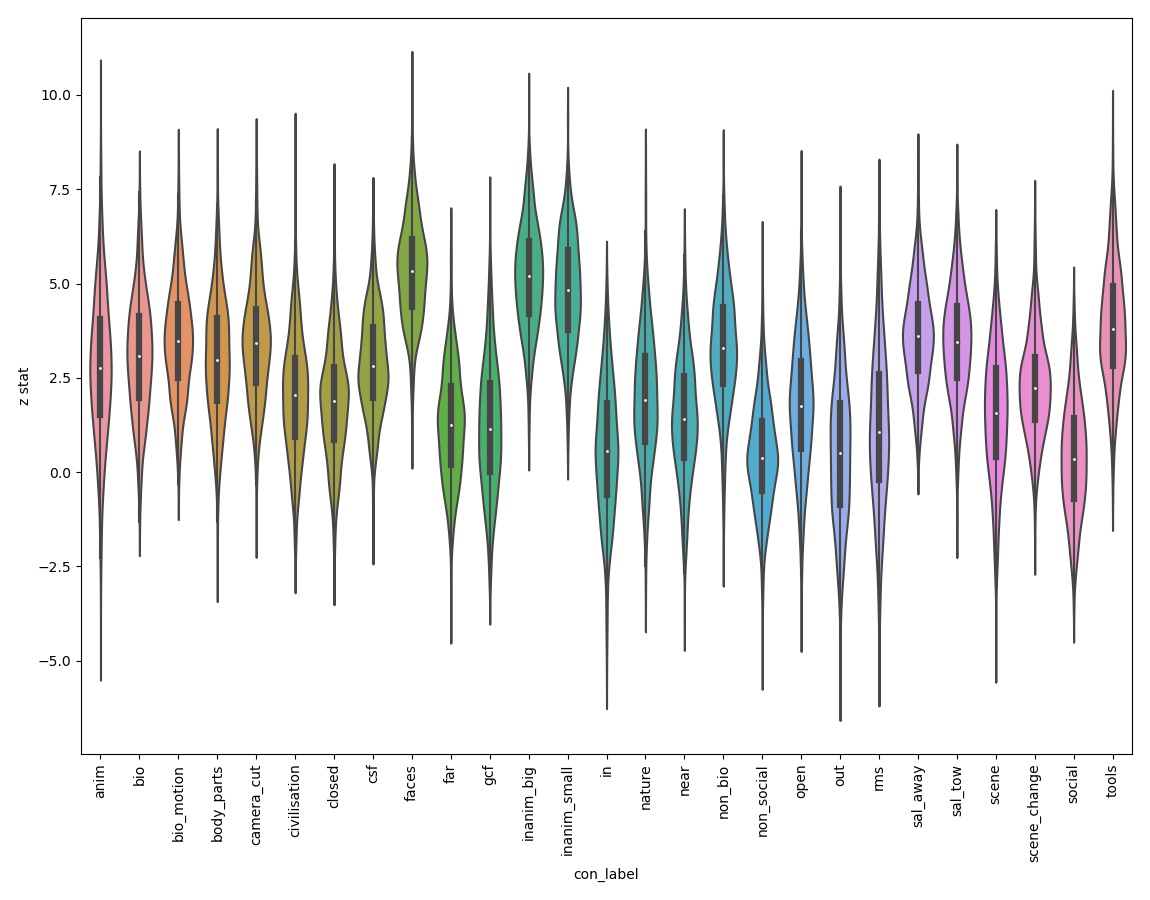 10.0
7.5
5.0
2.5
0.0
−2.5
−5.0
z stat
anim
bio
bio_motion
body_parts
camera_cut
civilisation
closed
csf
faces
far
gcf
inanim_big
inanim_small
in
nature
near
non_bio
non_social
open
out
rms
sal_away
sal_tow
scene
scene_change
social
tools
con_label